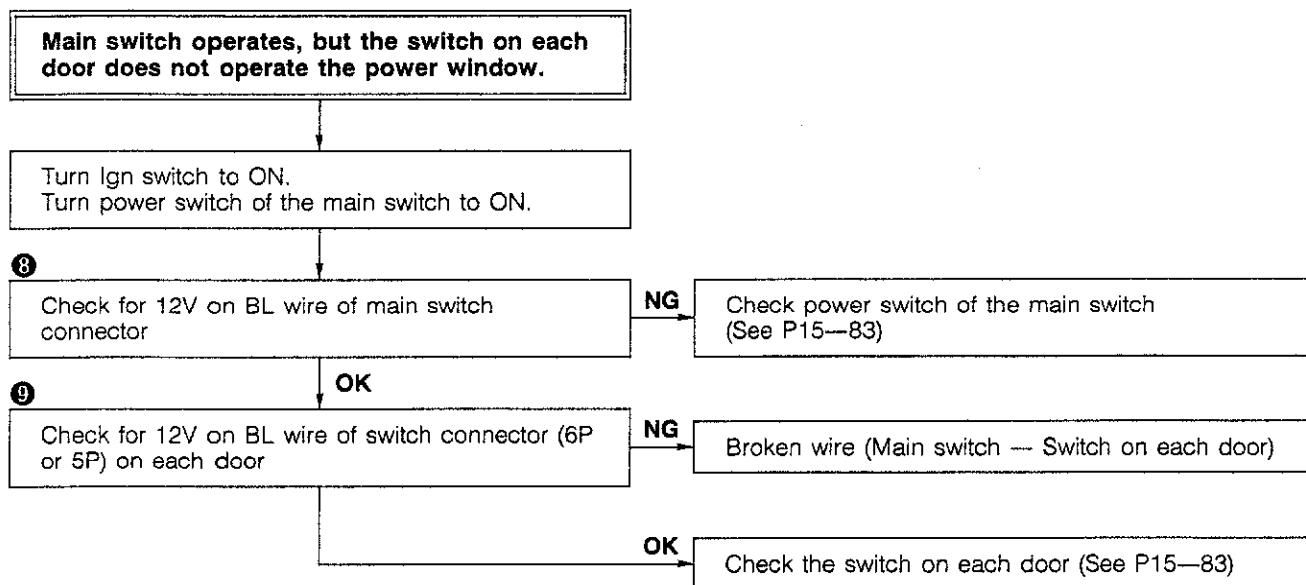 Main switch operates, but the switch on each
door does not operate the power window.
Turn Ign switch to ON.
Turn power switch of the main switch to ON.
❽
Check for 12V on BL wire of main switch
connector
NG
Check power switch of the main switch
(See P15—83)
OK
❾
Check for 12V on BL wire of switch connector (6P
or 5P) on each door
NG
Broken wire (Main switch — Switch on each door)
OK
Check the switch on each door (See P15—83)